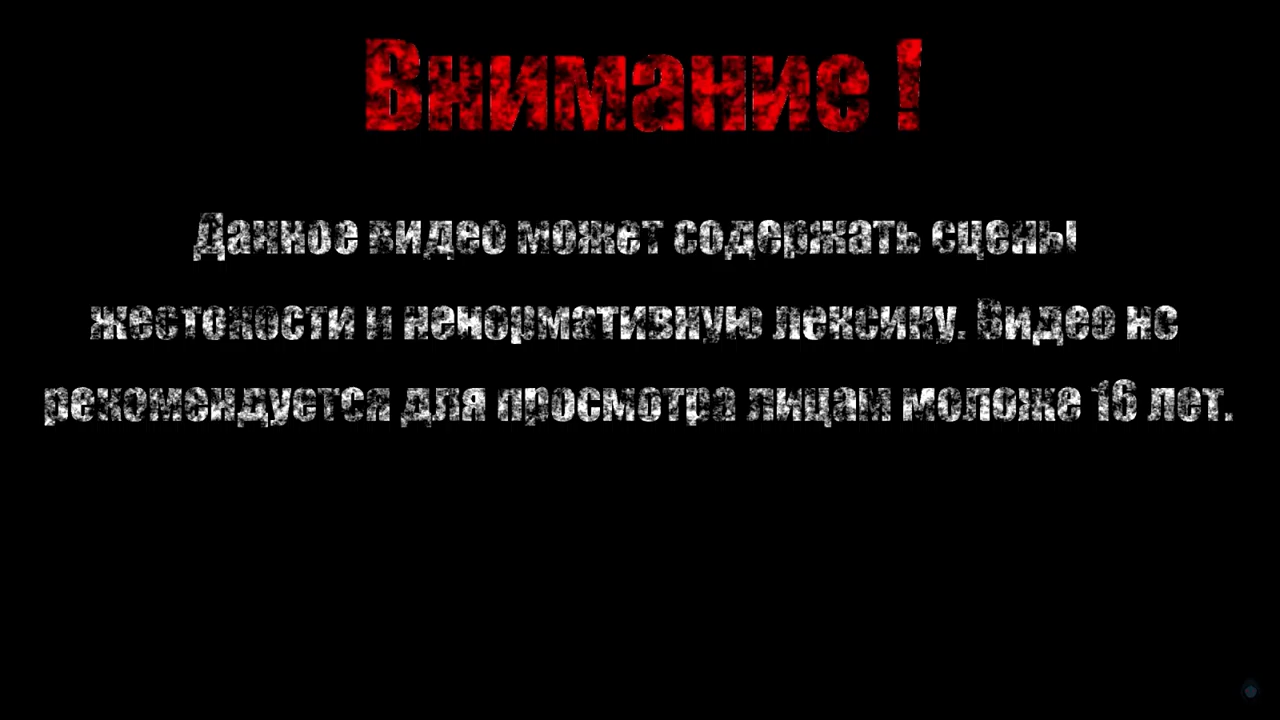 Внимание !
Данное видео может содержать сцены
жестокости и ненормативную лексику. Видео не
рекомендуется для просмотра лицам моложе 16 лет.